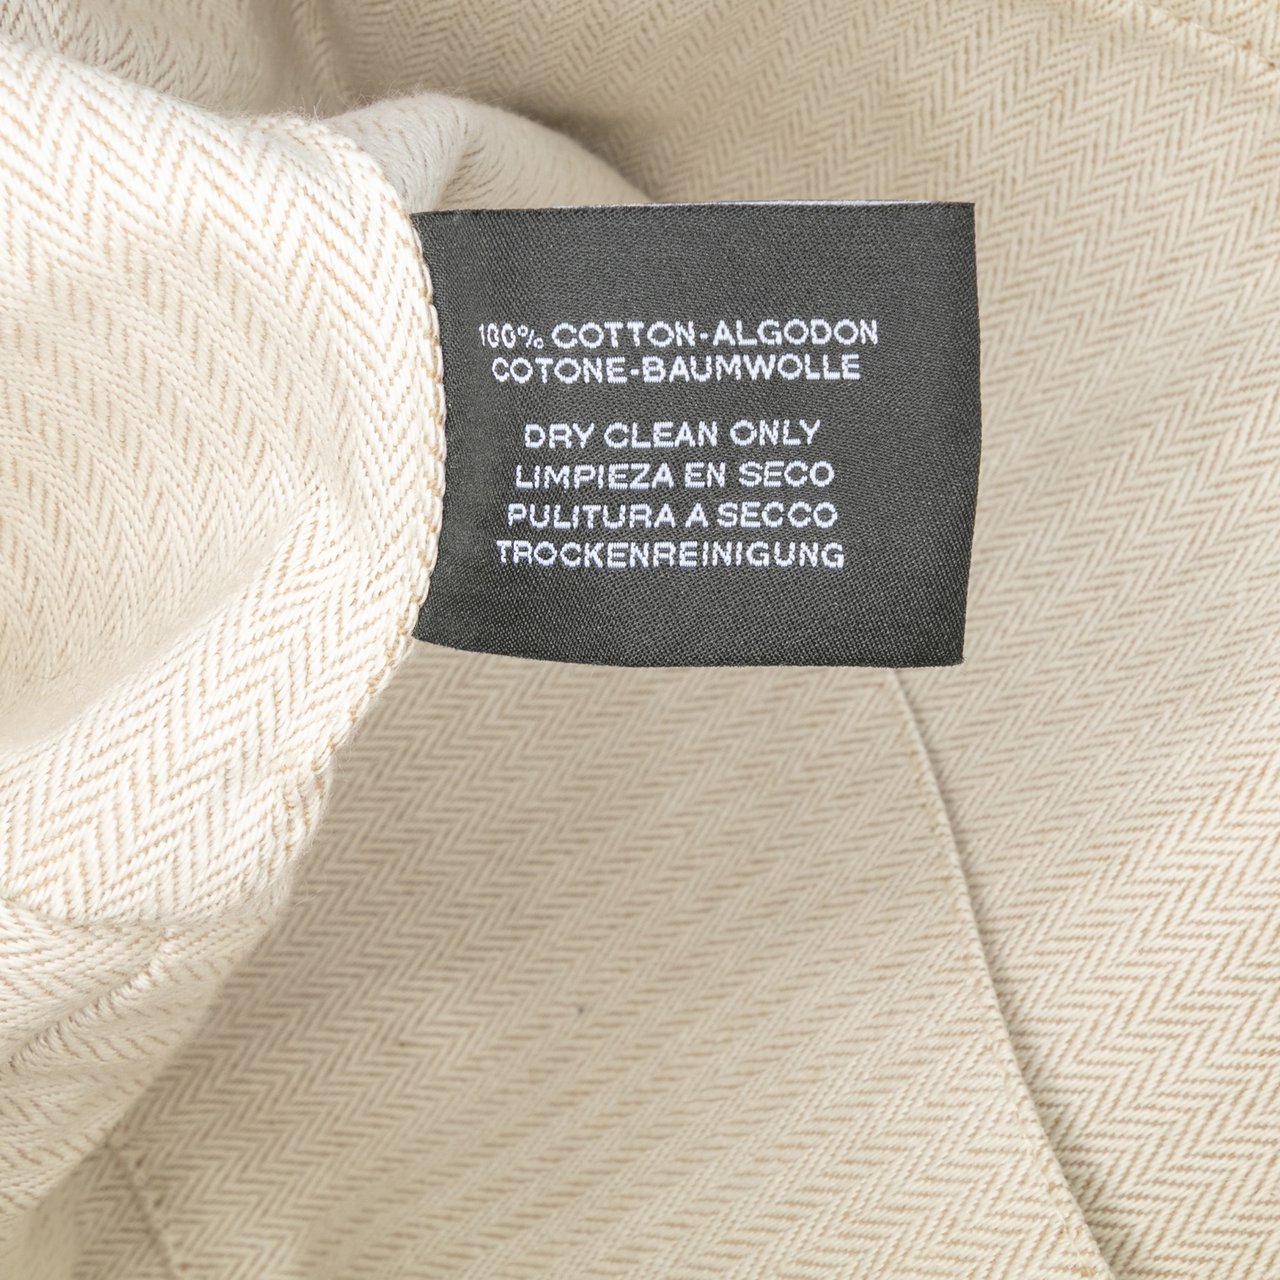 100% COTTON-ALGODON
COTONE-BAUMWOLLE
DRY CLEAN ONLY
LIMPIEZA EN SECO
PULITURA A SECCO
TROCKENREINIGUNG